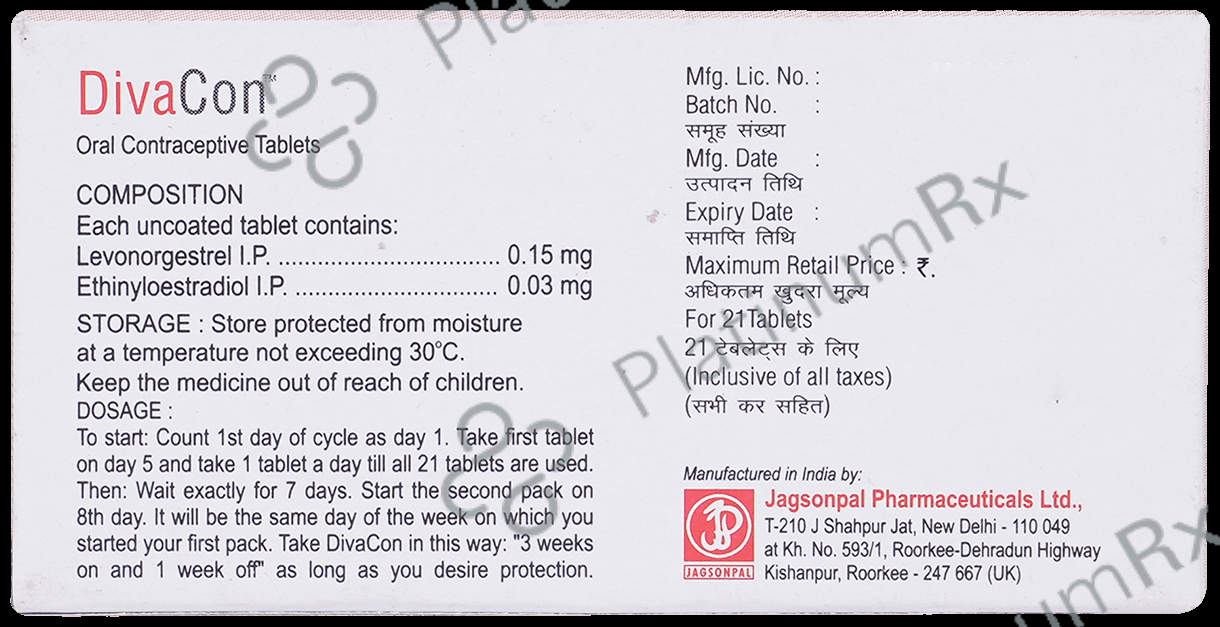 DivaCon™
Oral Contraceptive Tablets
COMPOSITION
Each uncoated tablet contains:
Levonorgestrel I.P. .................................. 0.15 mg
Ethinyloestradiol I.P. ............................... 0.03 mg
STORAGE : Store protected from moisture
at a temperature not exceeding 30°C.
Keep the medicine out of reach of children.
DOSAGE :
To start: Count 1st day of cycle as day 1. Take first tablet
on day 5 and take 1 tablet a day till all 21 tablets are used.
Then: Wait exactly for 7 days. Start the second pack on
8th day. It will be the same day of the week on which you
started your first pack. Take DivaCon in this way: "3 weeks
on and 1 week off" as long as you desire protection.
Mfg. Lic. No. :
Batch No. :
समूह संख्या
Mfg. Date :
उत्पादन तिथि
Expiry Date :
समाप्ति तिथि
Maximum Retail Price : ₹.
अधिकतम खुदरा मूल्य
For 21Tablets
21 टेबलेट्स के लिए
(Inclusive of all taxes)
(सभी कर सहित)
Manufactured in India by:
JAGSONPAL
Jagsonpal Pharmaceuticals Ltd.,
T-210 J Shahpur Jat, New Delhi - 110 049
at Kh. No. 593/1, Roorkee-Dehradun Highway
Kishanpur, Roorkee - 247 667 (UK)
PlatinumRx